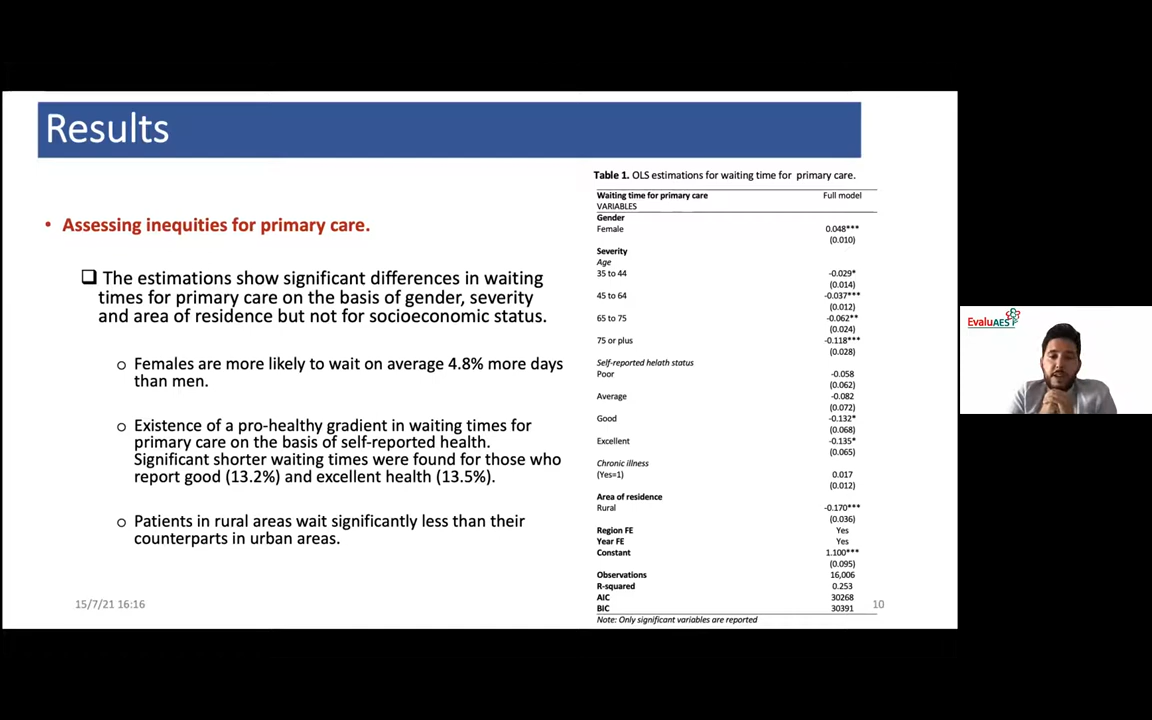 Results
• Assessing inequities for primary care.
❑ The estimations show significant differences in waiting
times for primary care on the basis of gender, severity
and area of residence but not for socioeconomic status.
o Females are more likely to wait on average 4.8% more days
than men.
o Existence of a pro-healthy gradient in waiting times for
primary care on the basis of self-reported health.
Significant shorter waiting times were found for those who
report good (13.2%) and excellent health (13.5%).
o Patients in rural areas wait significantly less than their
counterparts in urban areas.
15/7/21 16:16
Table 1. OLS estimations for waiting time for primary care.
Waiting time for primary care Full model
VARIABLES
Gender
Female 0.048***
(0.010)
Severity
Age
35 to 44 -0.029*
(0.014)
45 to 64 -0.037***
(0.012)
65 to 75 -0.062**
(0.024)
75 or plus -0.118***
(0.028)
Self-reported helath status
Poor -0.058
(0.062)
Average -0.082
(0.072)
Good -0.132*
(0.068)
Excellent -0.135*
(0.065)
Chronic illness
(Yes=1) 0.017
(0.012)
Area of residence
Rural -0.170***
(0.036)
Region FE Yes
Year FE Yes
Constant 1.100***
(0.095)
Observations 16,006
R-squared 0.253
AIC 30268
BIC 30391
Note: Only significant variables are reported
10
EvaluAES